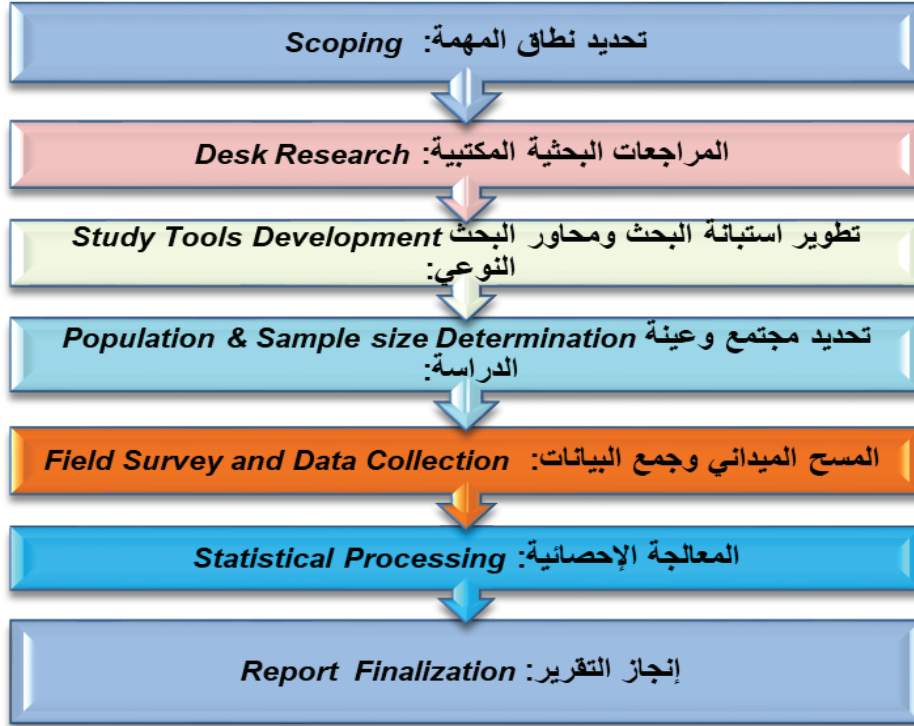 تحديد نطاق المهمة: Scoping
المراجعات البحثية المكتبية: Desk Research
تطوير استبانة البحث ومحاور البحث Study Tools Development
النوعي:
تحديد مجتمع وعينة Population & Sample size Determination
الدراسة:
المسح الميداني وجمع البيانات: Field Survey and Data Collection
المعالجة الإحصائية: Statistical Processing
إنجاز التقرير: Report Finalization